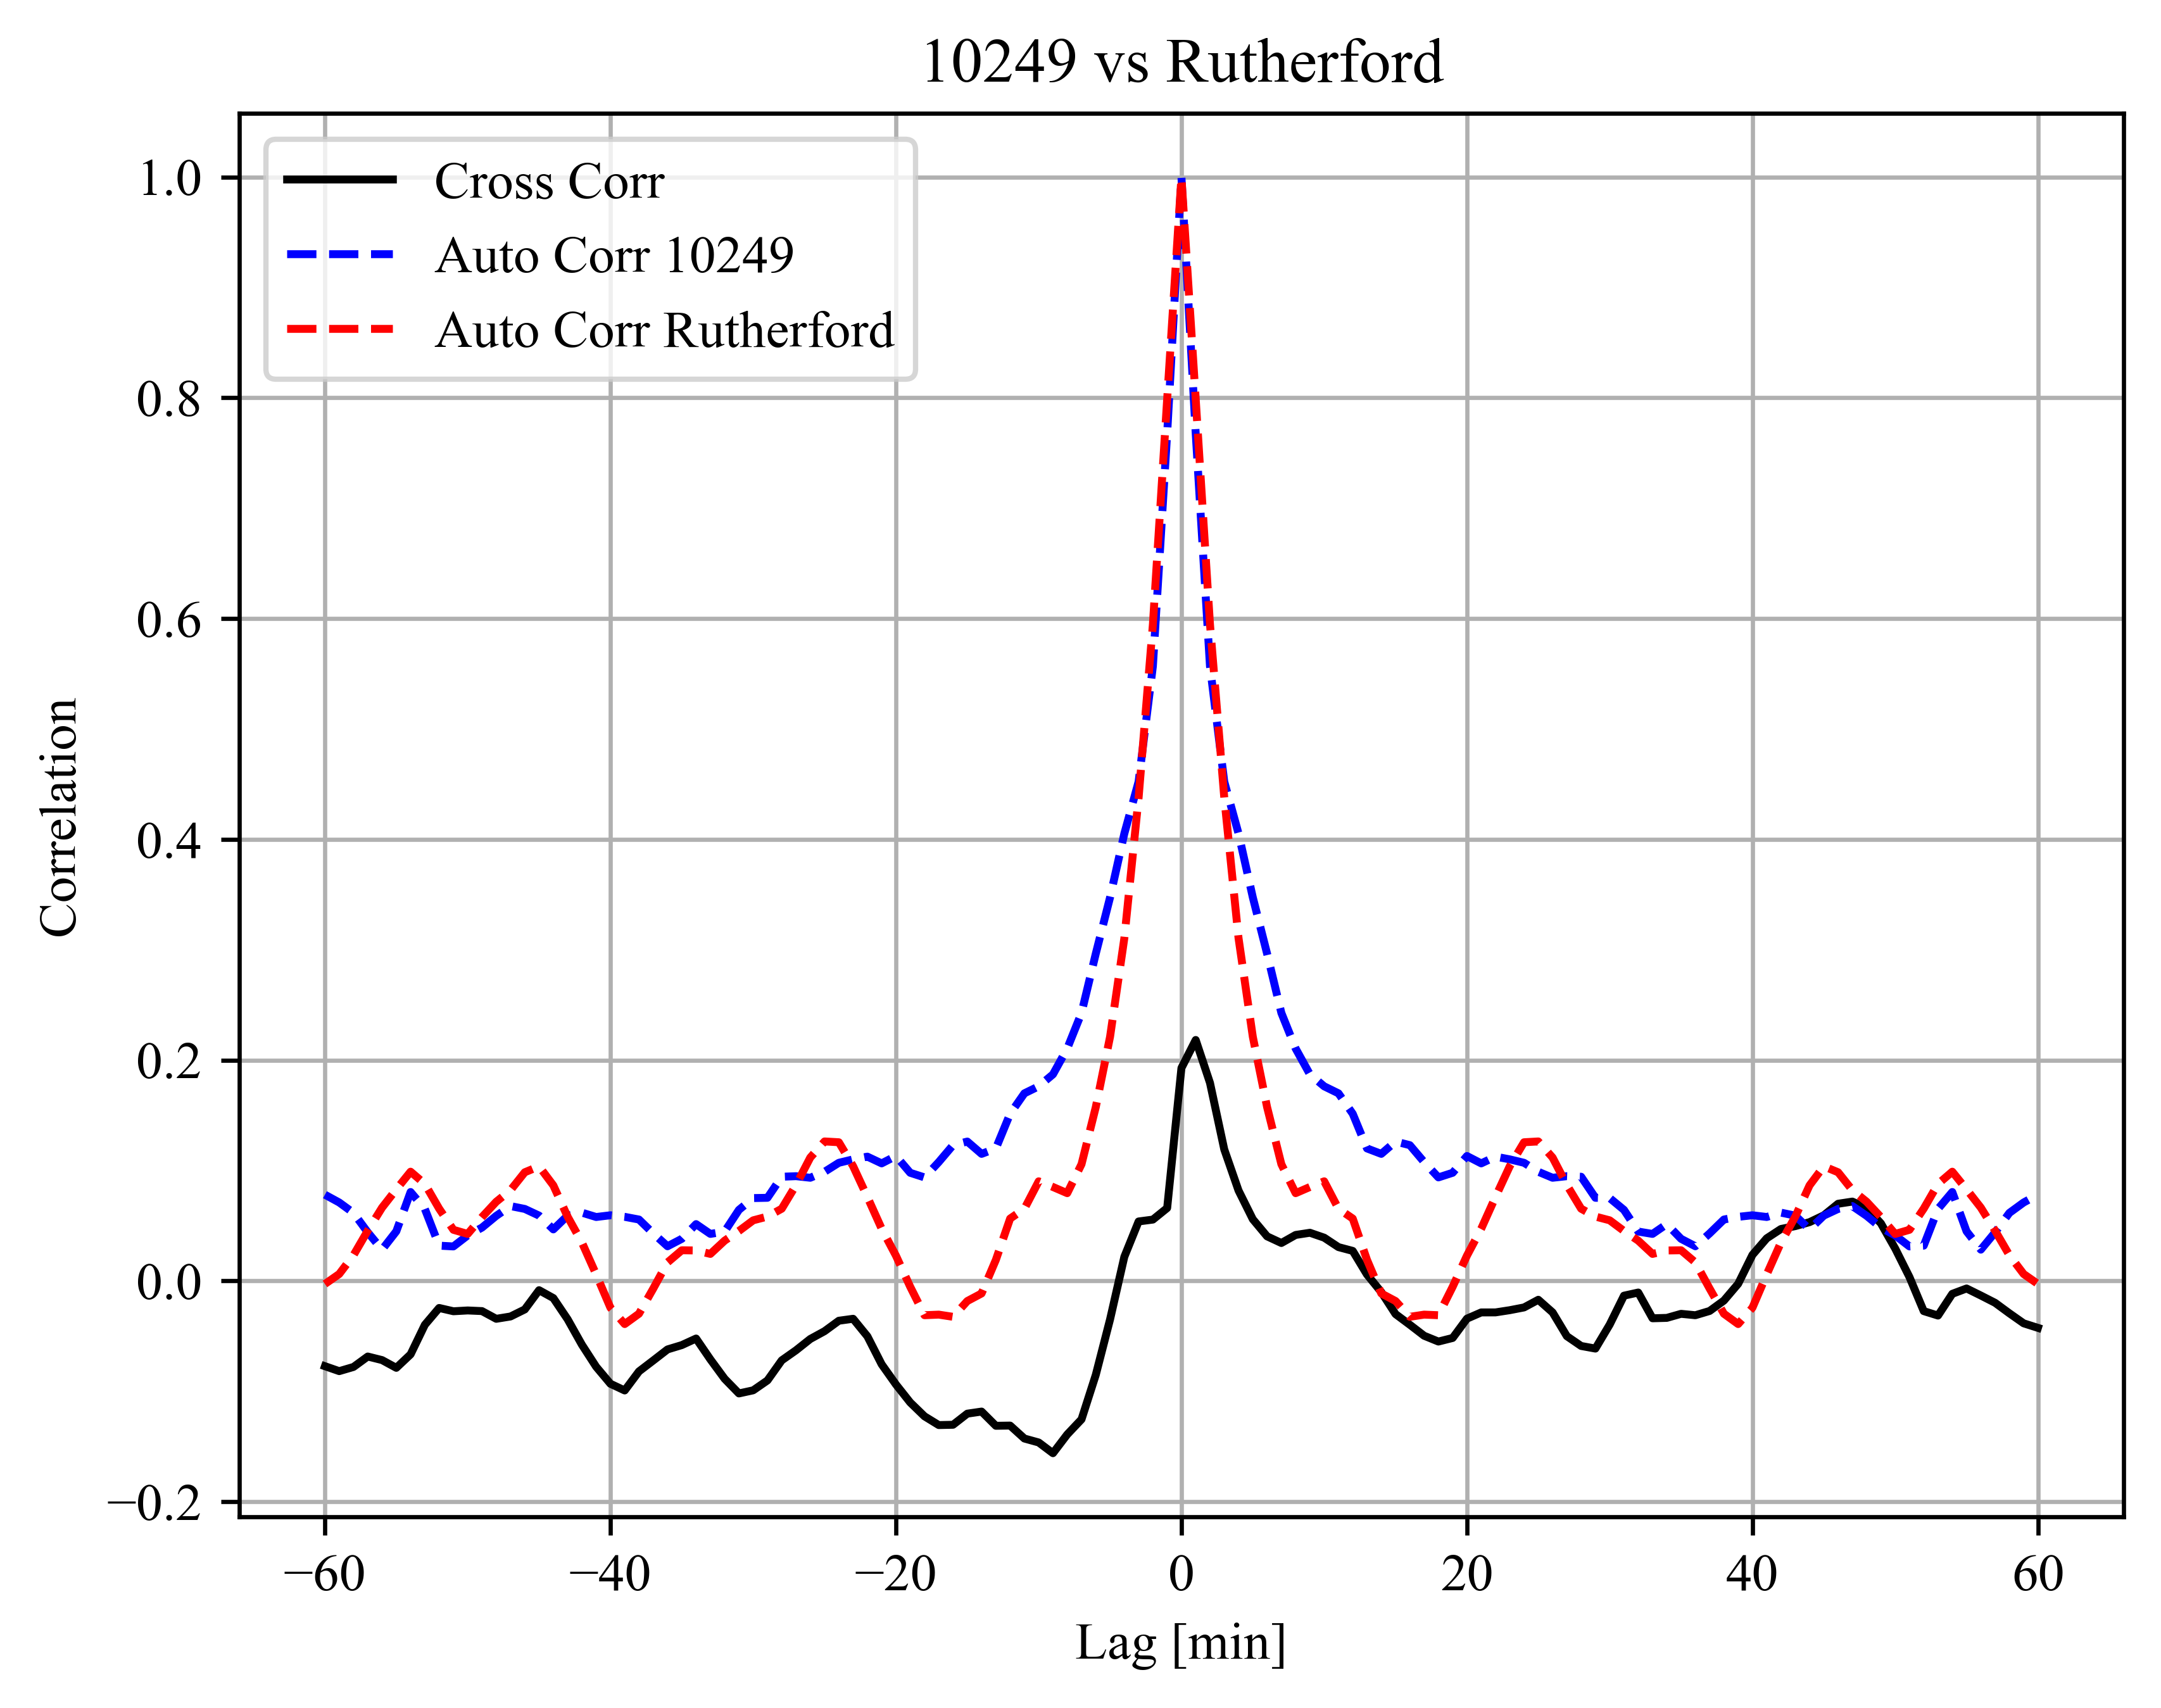 10249 vs Rutherford
Cross Corr
Auto Corr 10249
Auto Corr Rutherford
1.0
0.8
0.6
0.4
0.2
0.0
−0.2
Correlation
−60 −40 −20 0 20 40 60
Lag [min]